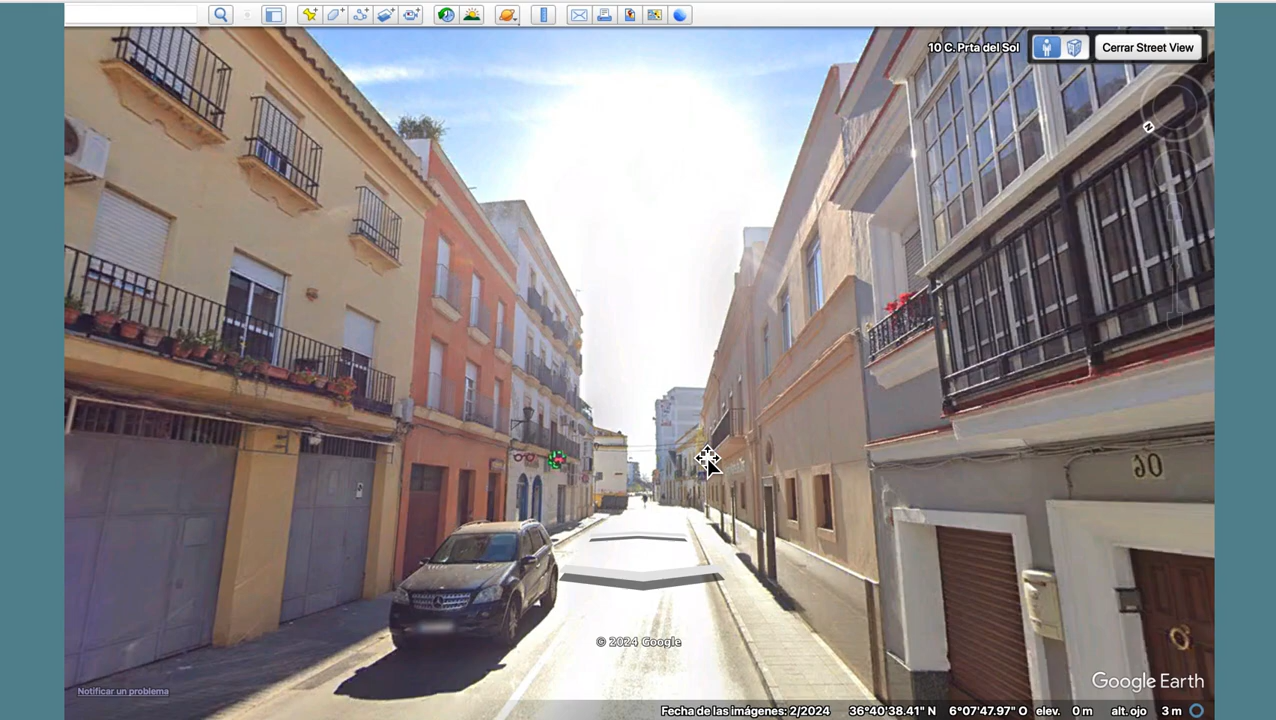 10 C. Prta del Sol
Cerrar Street View
N
© 2024 Google
Google Earth
Notificar un problema
Fecha de las imágenes: 2/2024 36°40'38.41" N 6°07'47.97" O elev. 0 m alt. ojo 3 m